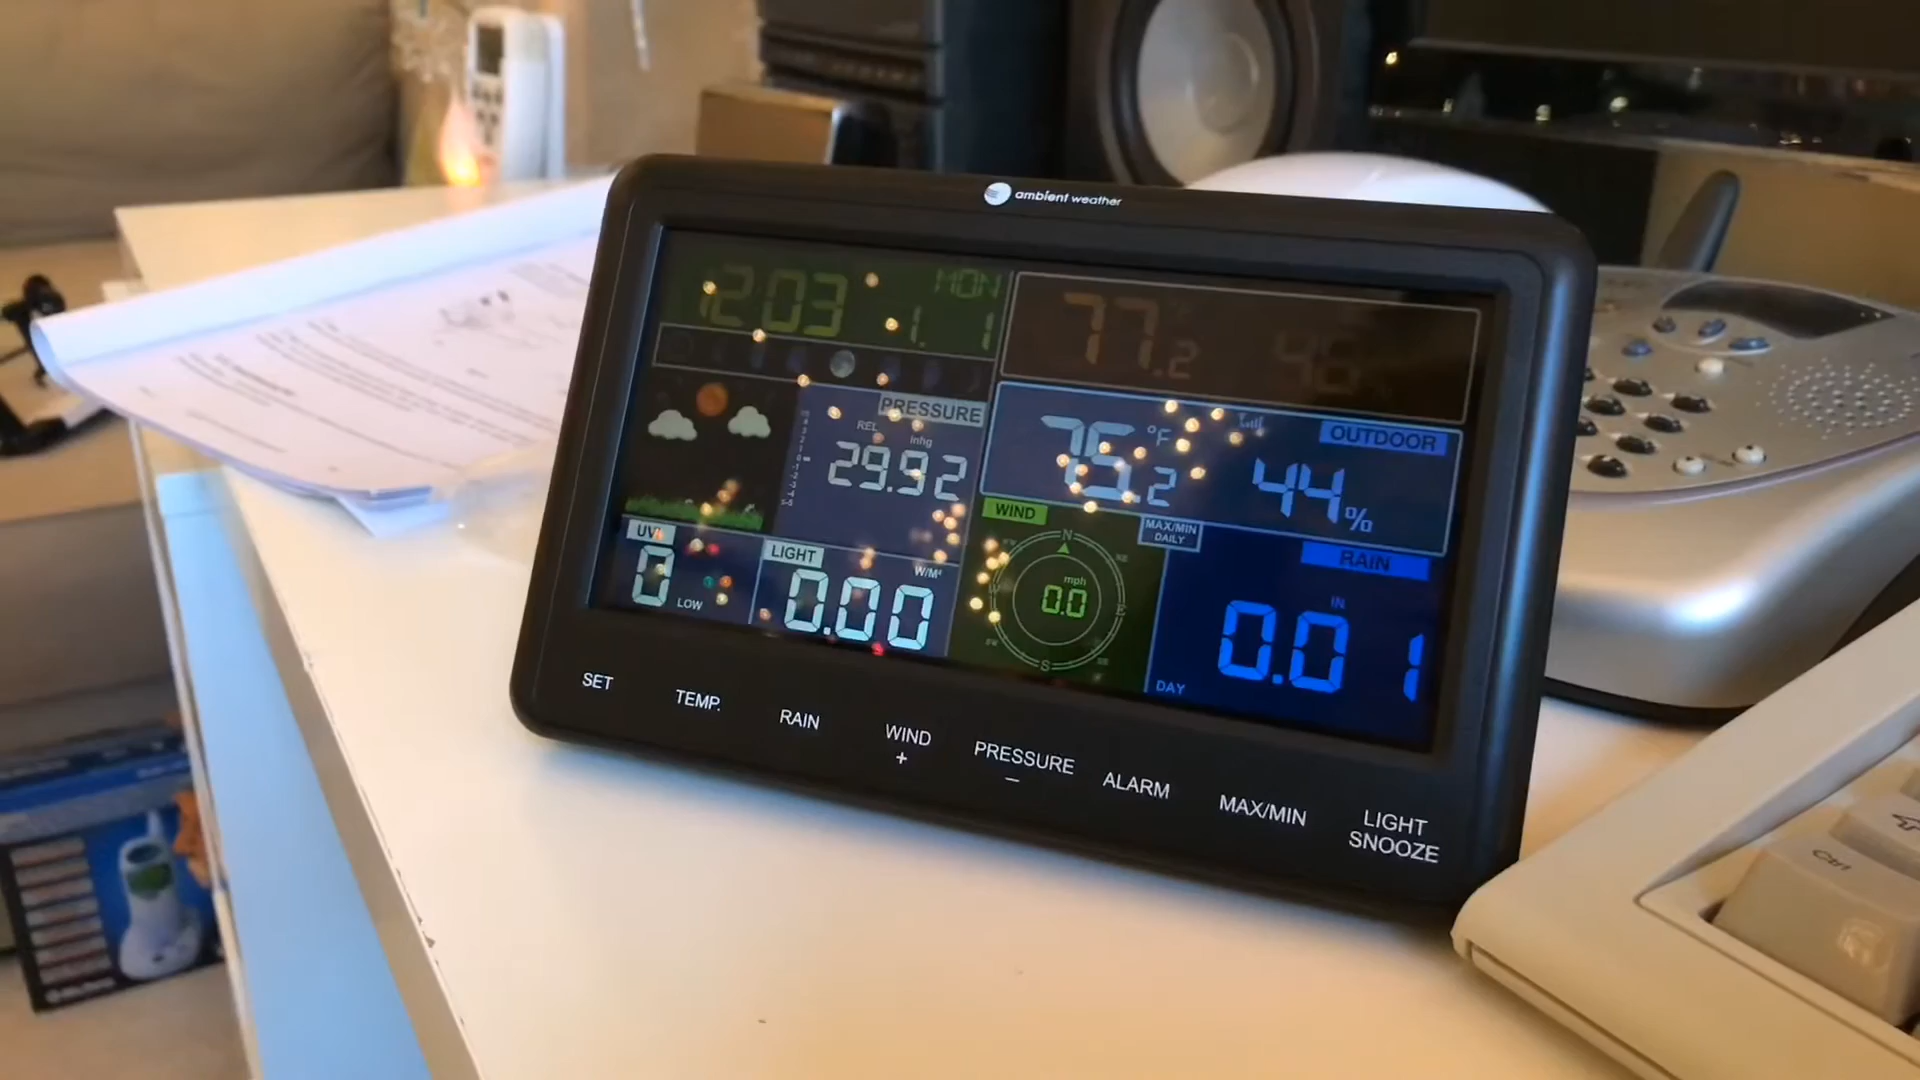 ambient weather
12:03 MON
1. 1
77.2
PRESSURE
REL inhg
29.92
75.2 °F 44%
OUTDOOR
WIND
MAX/MIN
DAILY
RAIN
N
mph
0.0
S
IN
0.01
DAY
UVI
0 LOW
LIGHT
W/M²
0.00
SET
TEMP.
RAIN
WIND
+
PRESSURE
−
ALARM
MAX/MIN
LIGHT
SNOOZE
Ctrl